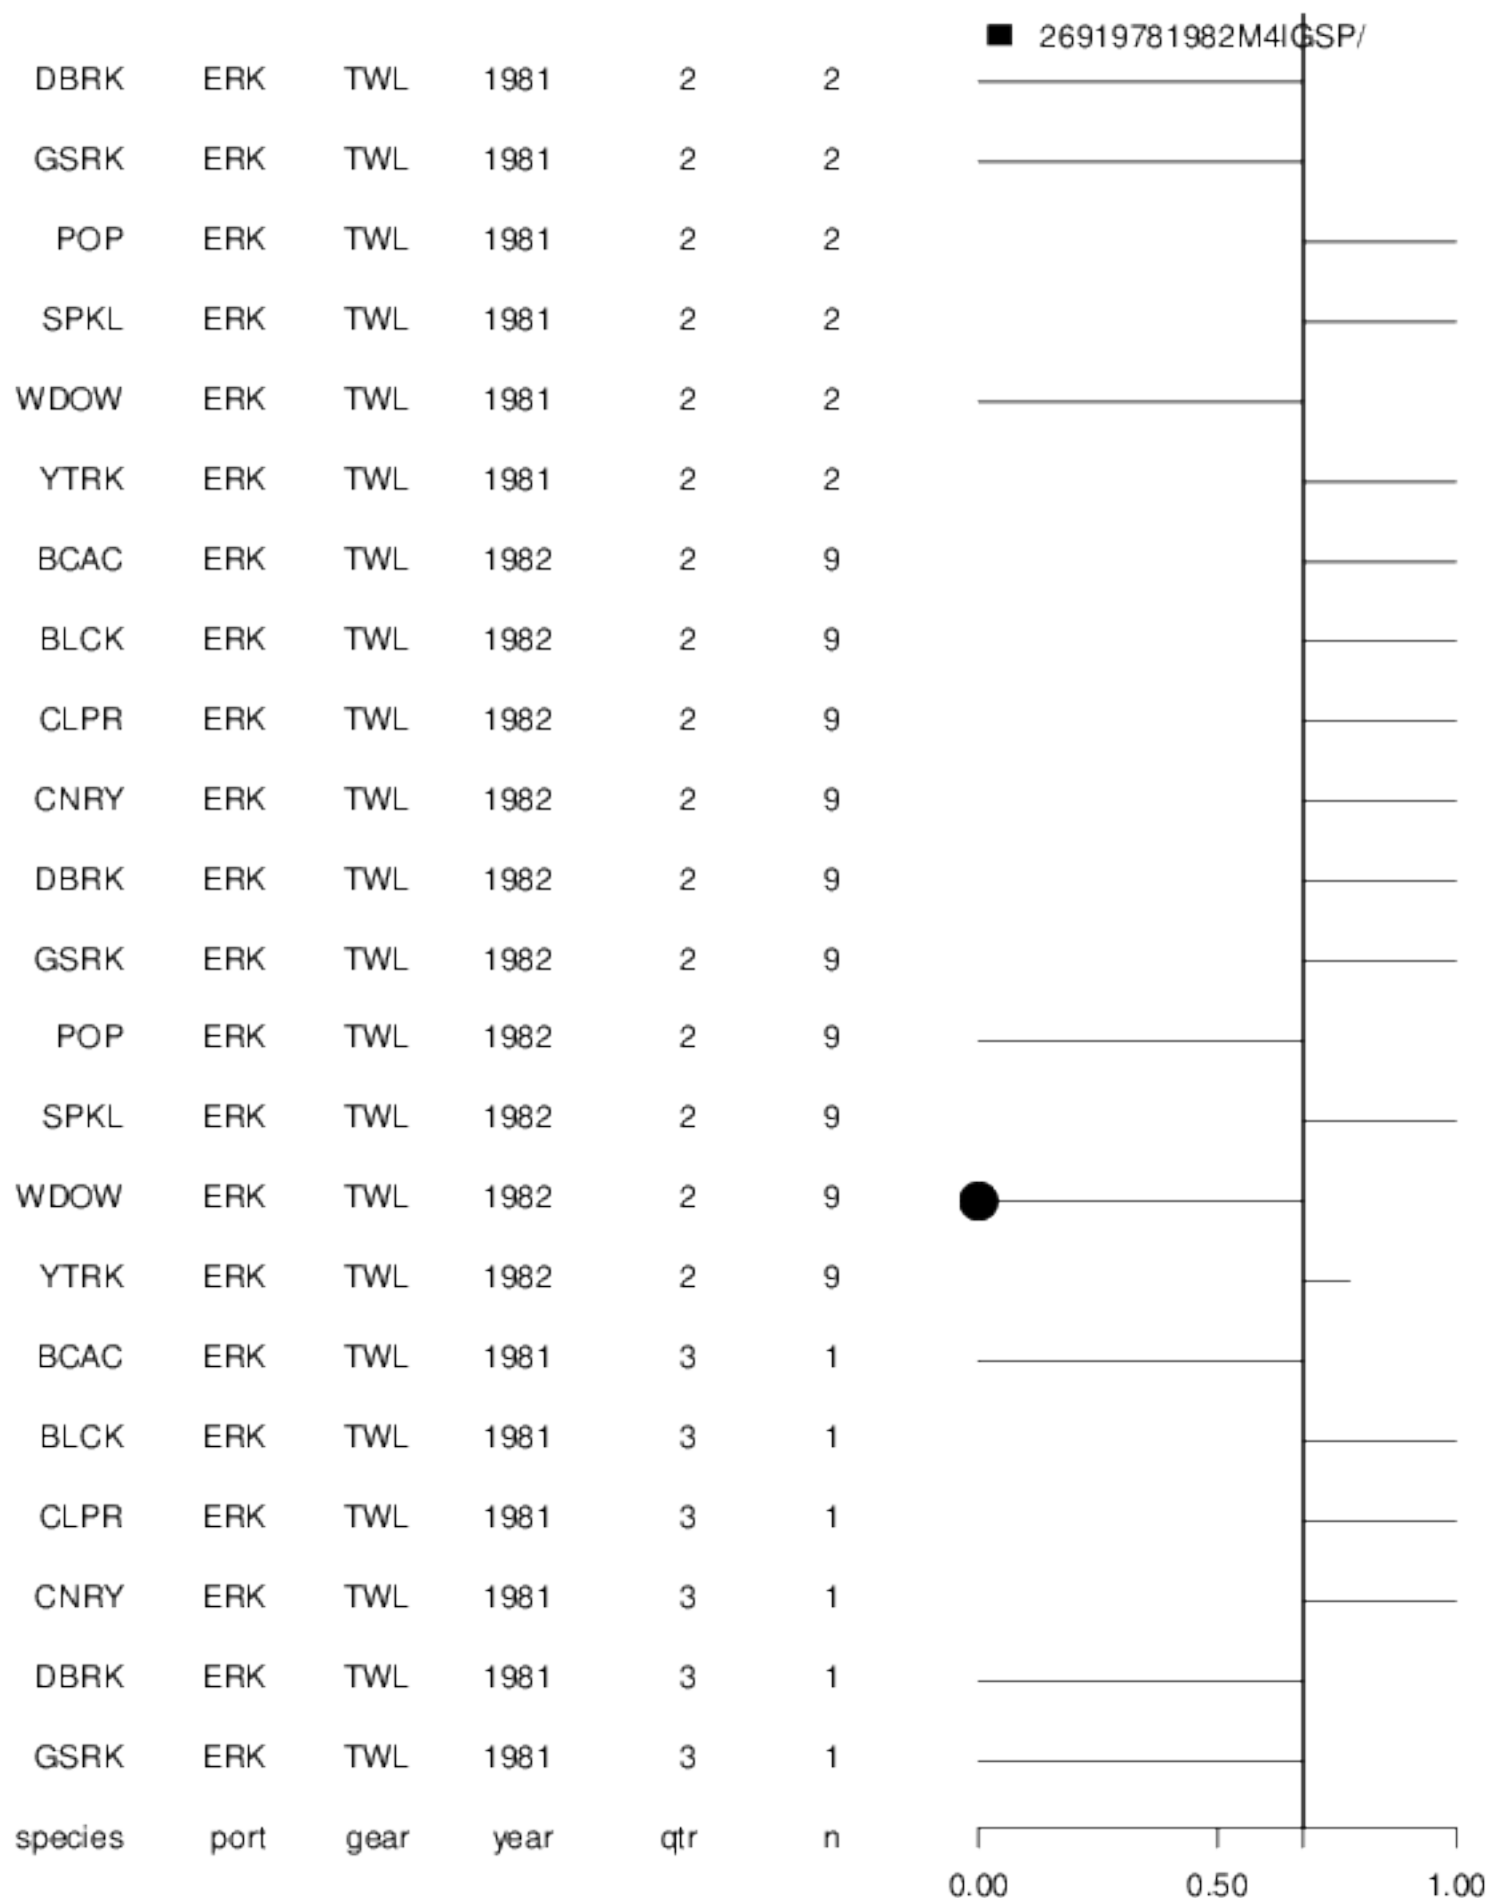 26919781982M4IGSP/
DBRK ERK TWL 1981 2 2
GSRK ERK TWL 1981 2 2
POP ERK TWL 1981 2 2
SPKL ERK TWL 1981 2 2
WDOW ERK TWL 1981 2 2
YTRK ERK TWL 1981 2 2
BCAC ERK TWL 1982 2 9
BLCK ERK TWL 1982 2 9
CLPR ERK TWL 1982 2 9
CNRY ERK TWL 1982 2 9
DBRK ERK TWL 1982 2 9
GSRK ERK TWL 1982 2 9
POP ERK TWL 1982 2 9
SPKL ERK TWL 1982 2 9
WDOW ERK TWL 1982 2 9
YTRK ERK TWL 1982 2 9
BCAC ERK TWL 1981 3 1
BLCK ERK TWL 1981 3 1
CLPR ERK TWL 1981 3 1
CNRY ERK TWL 1981 3 1
DBRK ERK TWL 1981 3 1
GSRK ERK TWL 1981 3 1
species port gear year qtr n
0.00 0.50 1.00